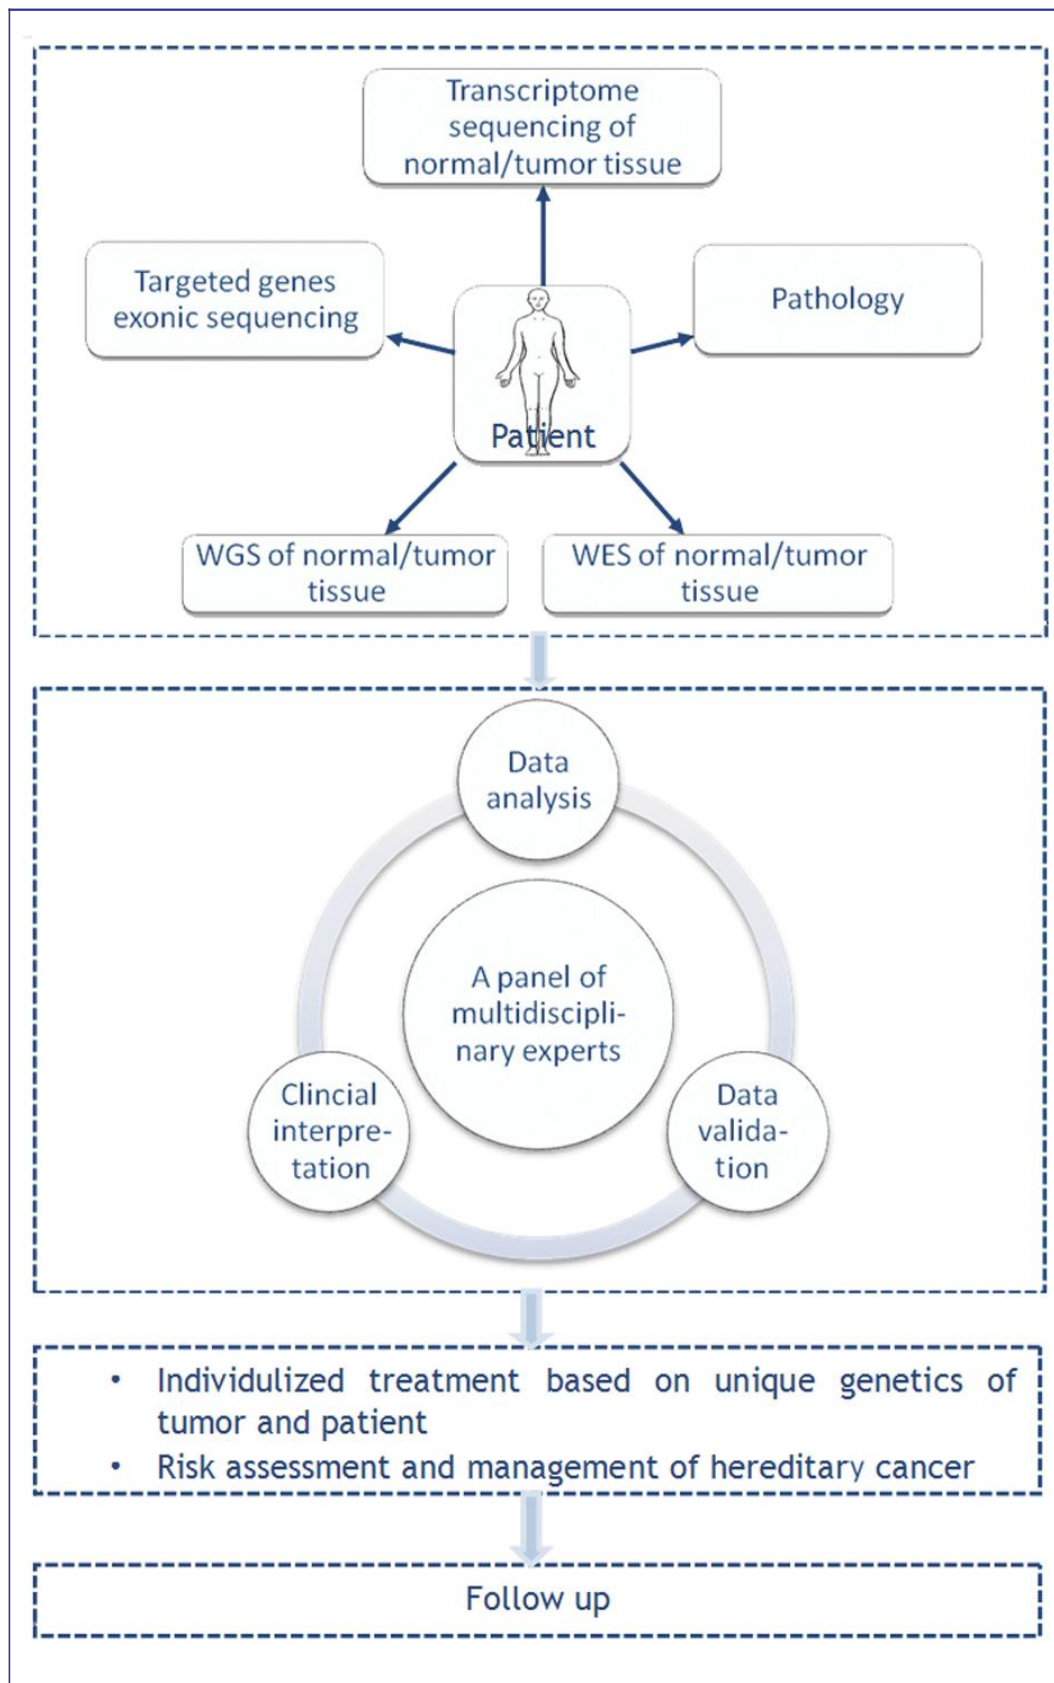 Transcriptome
sequencing of
normal/tumor tissue
Targeted genes
exonic sequencing
Pathology
Patient
WGS of normal/tumor
tissue
WES of normal/tumor
tissue
Data
analysis
A panel of
multidiscipli-
nary experts
Clincial
interpre-
tation
Data
valida-
tion
• Individulized treatment based on unique genetics of
tumor and patient
• Risk assessment and management of hereditary cancer
Follow up